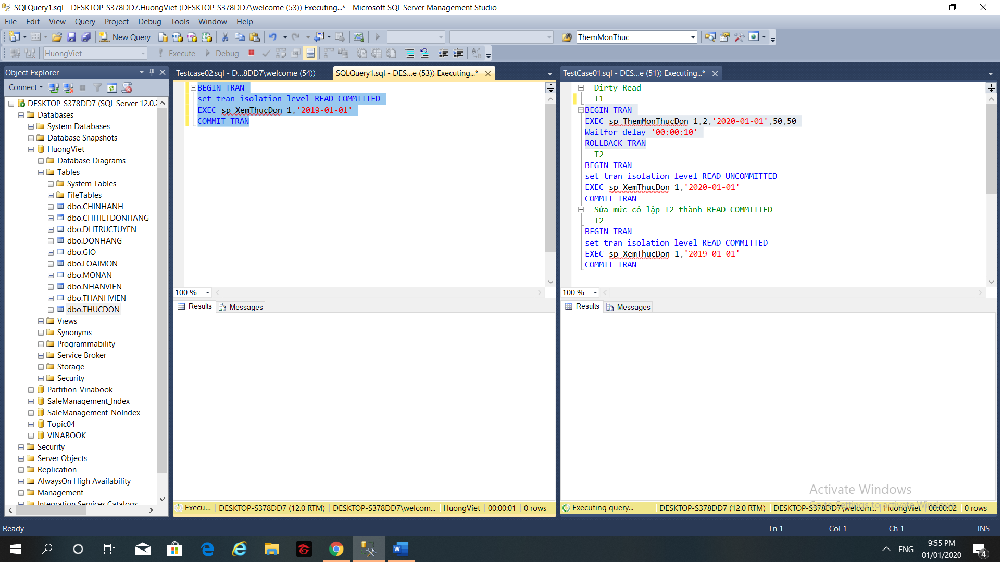 SQLQuery1.sql - DESKTOP-S378DD7.HuongViet (DESKTOP-S378DD7\welcome (53)) Executing...* - Microsoft SQL Server Management Studio
File Edit View Query Project Debug Tools Window Help
New Query ThemMonThuc
HuongViet Execute Debug
Object Explorer
Connect
DESKTOP-S378DD7 (SQL Server 12.0.2
Databases
System Databases
Database Snapshots
HuongViet
Database Diagrams
Tables
System Tables
FileTables
dbo.CHINHANH
dbo.CHITIETDONHANG
dbo.DHTRUCTUYEN
dbo.DONHANG
dbo.GIO
dbo.LOAIMON
dbo.MONAN
dbo.NHANVIEN
dbo.THANHVIEN
dbo.THUCDON
Views
Synonyms
Programmability
Service Broker
Storage
Security
Partition_Vinabook
SaleManagement_Index
SaleManagement_NoIndex
Topic04
VINABOOK
Security
Server Objects
Replication
AlwaysOn High Availability
Management
Integration Services Catalogs
Testcase02.sql - D...8DD7\welcome (54)) SQLQuery1.sql - DES...e (53)) Executing...*
BEGIN TRAN
set tran isolation level READ COMMITTED
EXEC sp_XemThucDon 1,'2019-01-01'
COMMIT TRAN
100 %
Results Messages
Execu... DESKTOP-S378DD7 (12.0 RTM) DESKTOP-S378DD7\welcom... HuongViet 00:00:01 0 rows
TestCase01.sql - DES...e (51)) Executing...*
--Dirty Read
--T1
BEGIN TRAN
EXEC sp_ThemMonThucDon 1,2,'2020-01-01',50,50
Waitfor delay '00:00:10'
ROLLBACK TRAN
--T2
BEGIN TRAN
set tran isolation level READ UNCOMMITTED
EXEC sp_XemThucDon 1,'2020-01-01'
COMMIT TRAN
--Sửa mức cô lập T2 thành READ COMMITTED
--T2
BEGIN TRAN
set tran isolation level READ COMMITTED
EXEC sp_XemThucDon 1,'2019-01-01'
COMMIT TRAN
100 %
Results Messages
Activate Windows
Go to Settings to activate Windows.
Executing query... DESKTOP-S378DD7 (12.0 RTM) DESKTOP-S378DD7\welcom... HuongViet 00:00:02 0 rows
Ready Ln 1 Col 1 Ch 1 INS
ENG 9:55 PM
01/01/2020
4